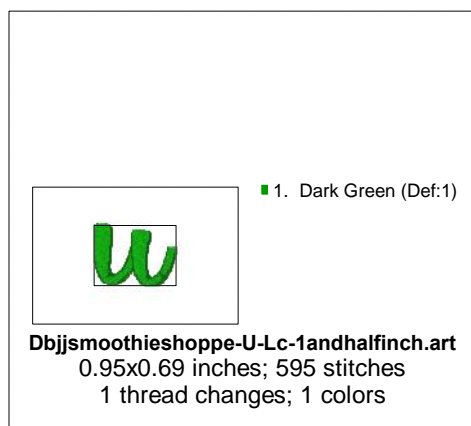 1. Dark Green (Def:1)
u
Dbjjsmoothieshoppe-U-Lc-1andhalfinch.art
0.95x0.69 inches; 595 stitches
1 thread changes; 1 colors